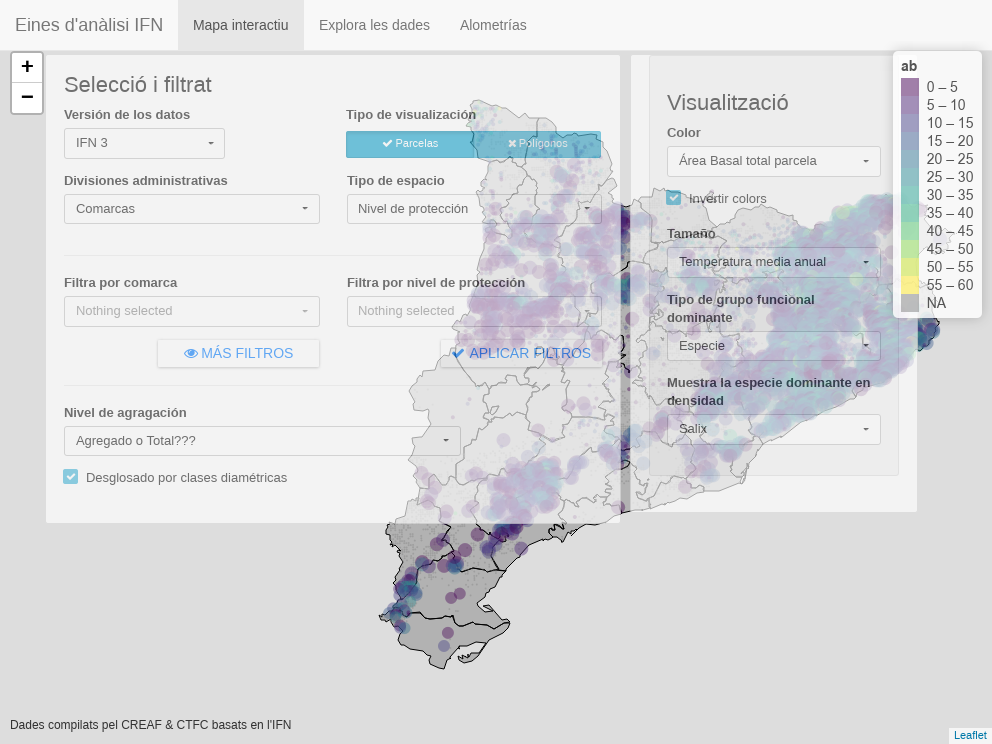 Eines d'anàlisi IFN
Mapa interactiu
Explora les dades
Alometrías
+
−
Selecció i filtrat
Versión de los datos
IFN 3
Tipo de visualización
Parcelas
Polígonos
Divisiones administrativas
Comarcas
Tipo de espacio
Nivel de protección
Filtra por comarca
Nothing selected
Filtra por nivel de protección
Nothing selected
MÁS FILTROS
APLICAR FILTROS
Nivel de agragación
Agregado o Total???
Desglosado por clases diamétricas
Visualització
Color
Área Basal total parcela
Invertir colors
Tamaño
Temperatura media anual
Tipo de grupo funcional
dominante
Especie
Muestra la especie dominante en
densidad
Salix
ab
0 – 5
5 – 10
10 – 15
15 – 20
20 – 25
25 – 30
30 – 35
35 – 40
40 – 45
45 – 50
50 – 55
55 – 60
NA
Dades compilats pel CREAF & CTFC basats en l'IFN
Leaflet